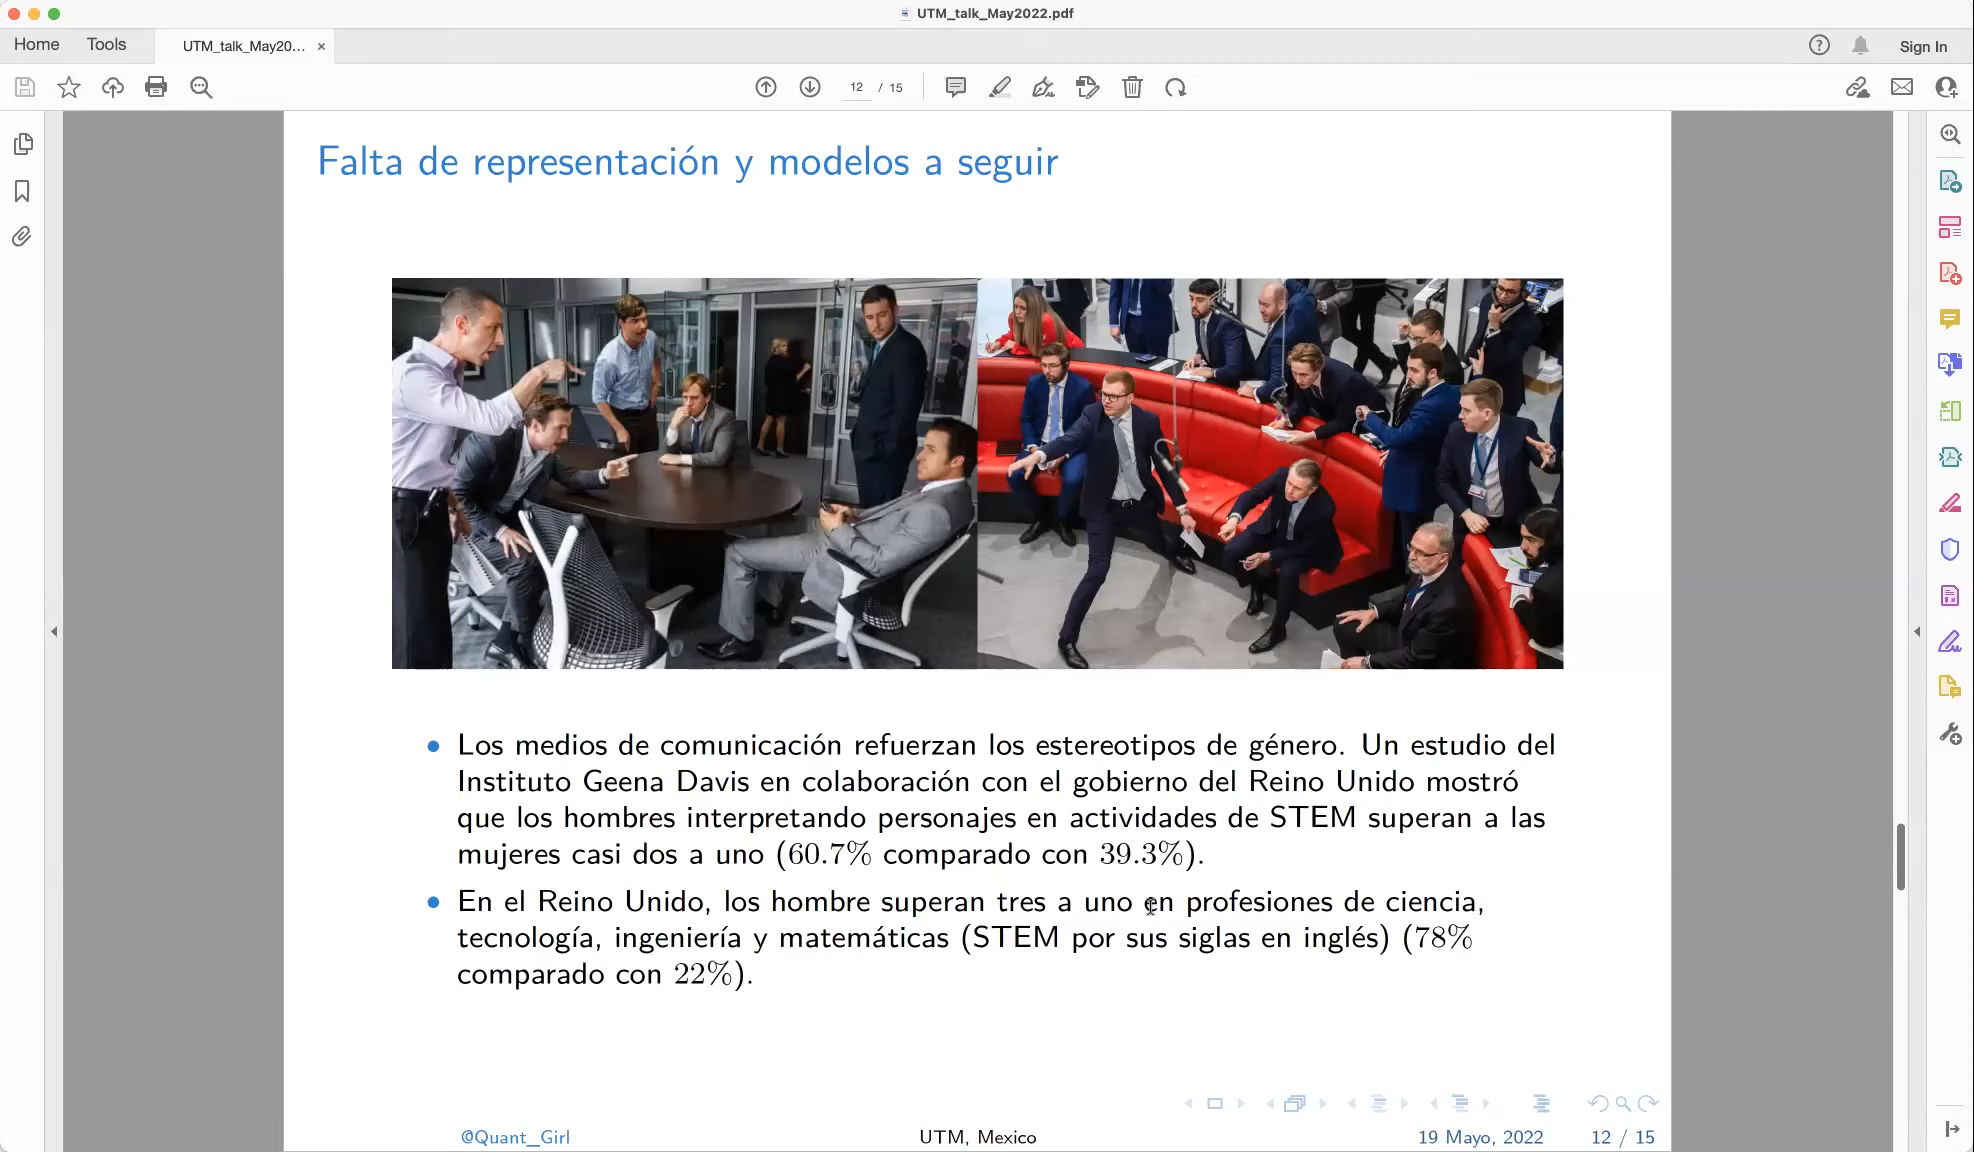 UTM_talk_May2022.pdf
Home Tools UTM_talk_May20... × Sign In
12 / 15
Falta de representación y modelos a seguir
• Los medios de comunicación refuerzan los estereotipos de género. Un estudio del
Instituto Geena Davis en colaboración con el gobierno del Reino Unido mostró
que los hombres interpretando personajes en actividades de STEM superan a las
mujeres casi dos a uno (60.7% comparado con 39.3%).
• En el Reino Unido, los hombre superan tres a uno en profesiones de ciencia,
tecnología, ingeniería y matemáticas (STEM por sus siglas en inglés) (78%
comparado con 22%).
@Quant_Girl UTM, Mexico 19 Mayo, 2022 12 / 15